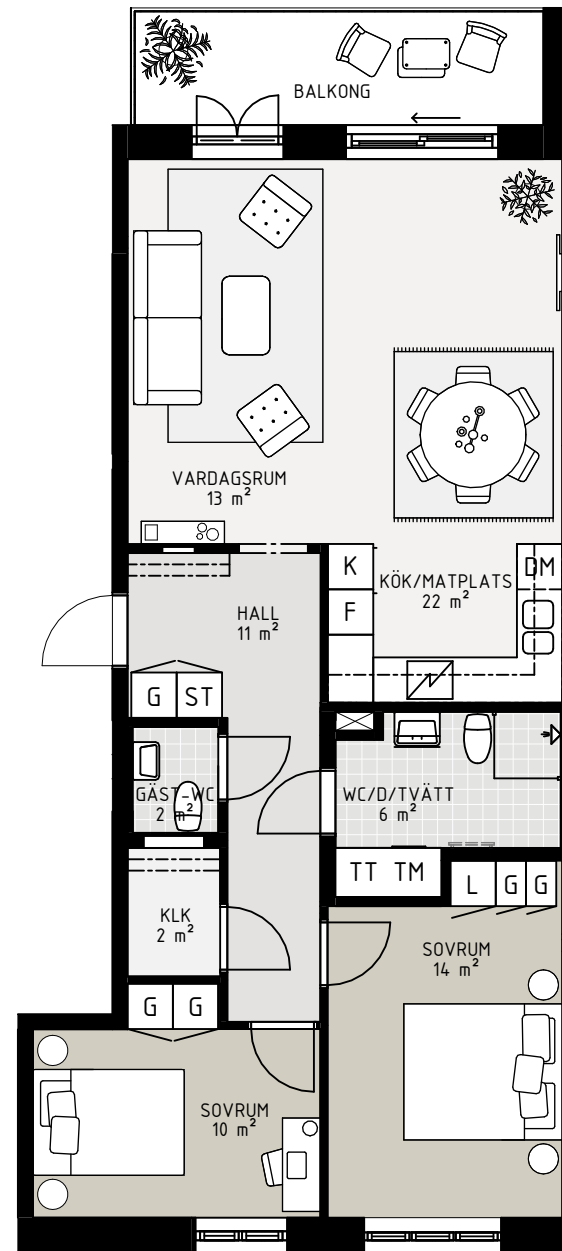 BALKONG
VARDAGSRUM
13 m²
K
KÖK/MATPLATS
22 m²
DM
F
HALL
11 m²
G ST
GÄST-WC
2 m²
WC/D/TVÄTT
6 m²
TT TM
L G G
KLK
2 m²
SOVRUM
14 m²
G G
SOVRUM
10 m²